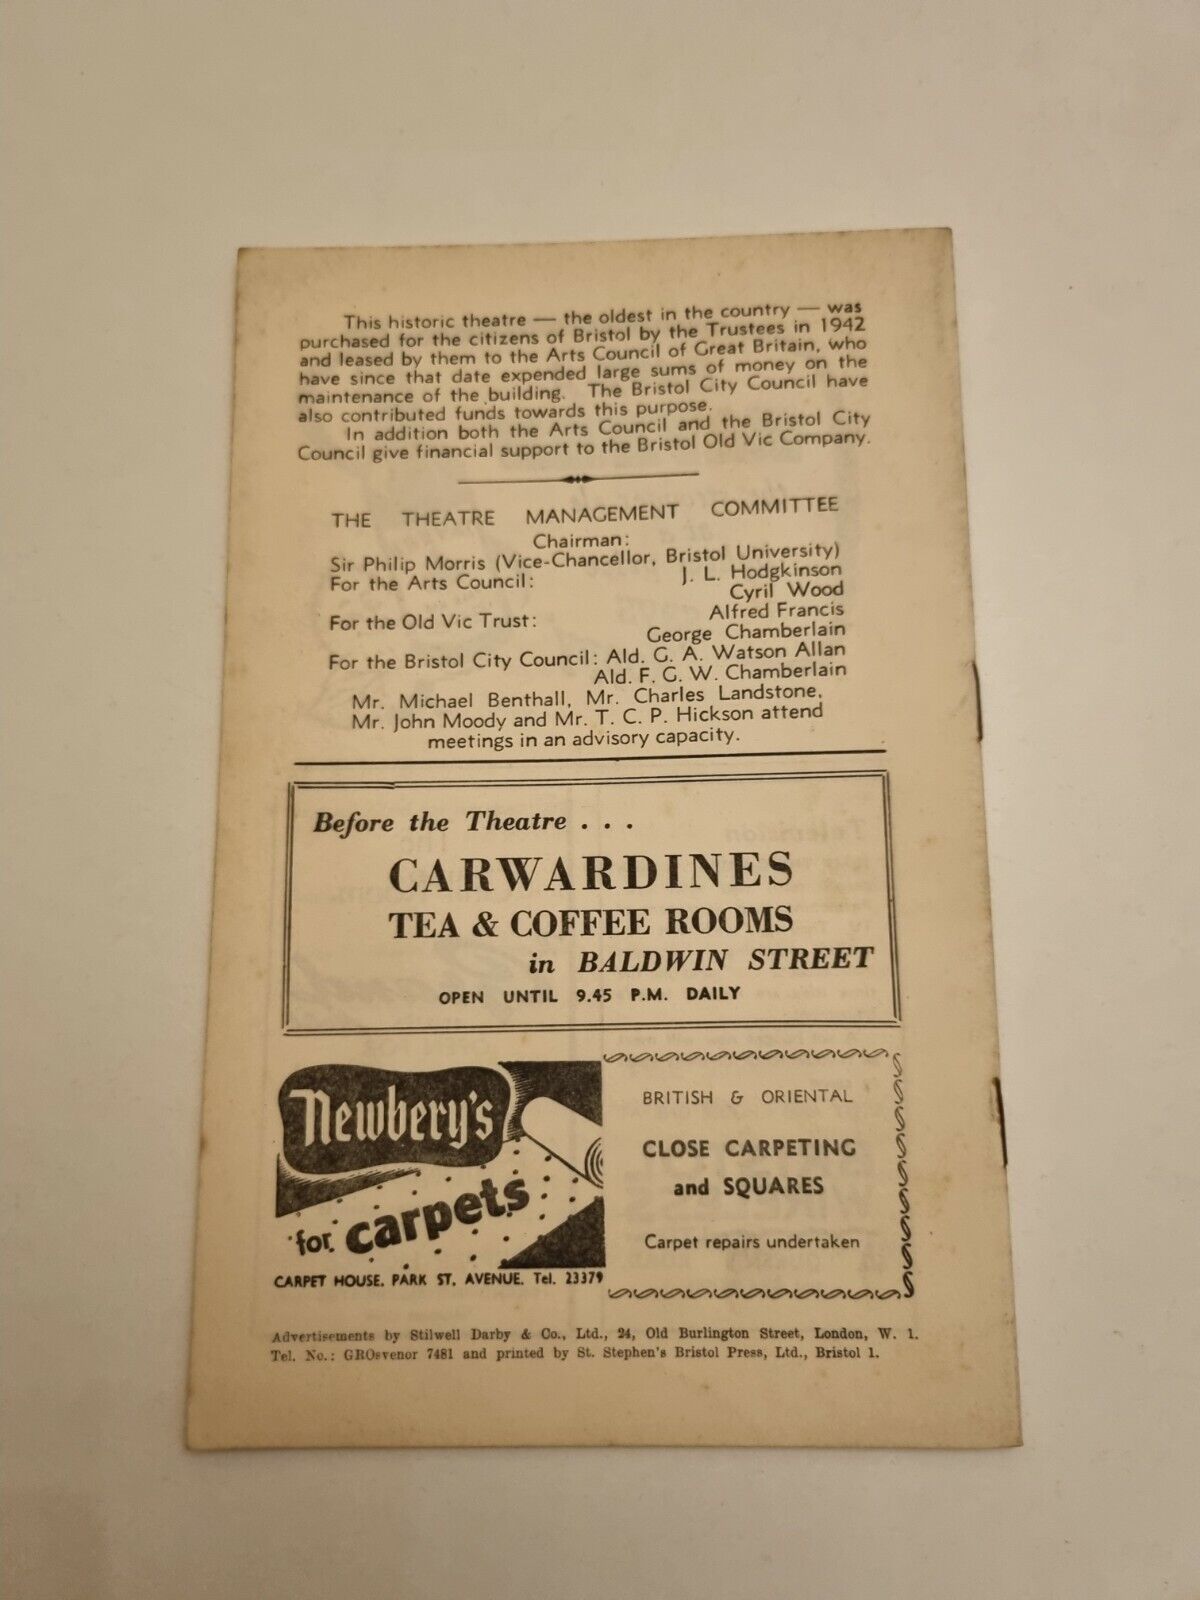 This historic theatre — the oldest in the country — was
purchased for the citizens of Bristol by the Trustees in 1942
and leased by them to the Arts Council of Great Britain, who
have since that date expended large sums of money on the
maintenance of the building. The Bristol City Council have
also contributed funds towards this purpose.
In addition both the Arts Council and the Bristol City
Council give financial support to the Bristol Old Vic Company.
THE THEATRE MANAGEMENT COMMITTEE
Chairman:
Sir Philip Morris (Vice-Chancellor, Bristol University)
For the Arts Council: J. L. Hodgkinson
Cyril Wood
For the Old Vic Trust: Alfred Francis
George Chamberlain
For the Bristol City Council: Ald. G. A. Watson Allan
Ald. F. G. W. Chamberlain
Mr. Michael Benthall, Mr. Charles Landstone,
Mr. John Moody and Mr. T. C. P. Hickson attend
meetings in an advisory capacity.
Before the Theatre . . .
CARWARDINES
TEA & COFFEE ROOMS
in BALDWIN STREET
OPEN UNTIL 9.45 P.M. DAILY
Newbery's
for carpets
CARPET HOUSE, PARK ST. AVENUE. Tel. 23379
BRITISH & ORIENTAL
CLOSE CARPETING
and SQUARES
Carpet repairs undertaken
Advertisements by Stilwell Darby & Co., Ltd., 24, Old Burlington Street, London, W. 1.
Tel. No.: GROsvenor 7481 and printed by St. Stephen's Bristol Press, Ltd., Bristol 1.